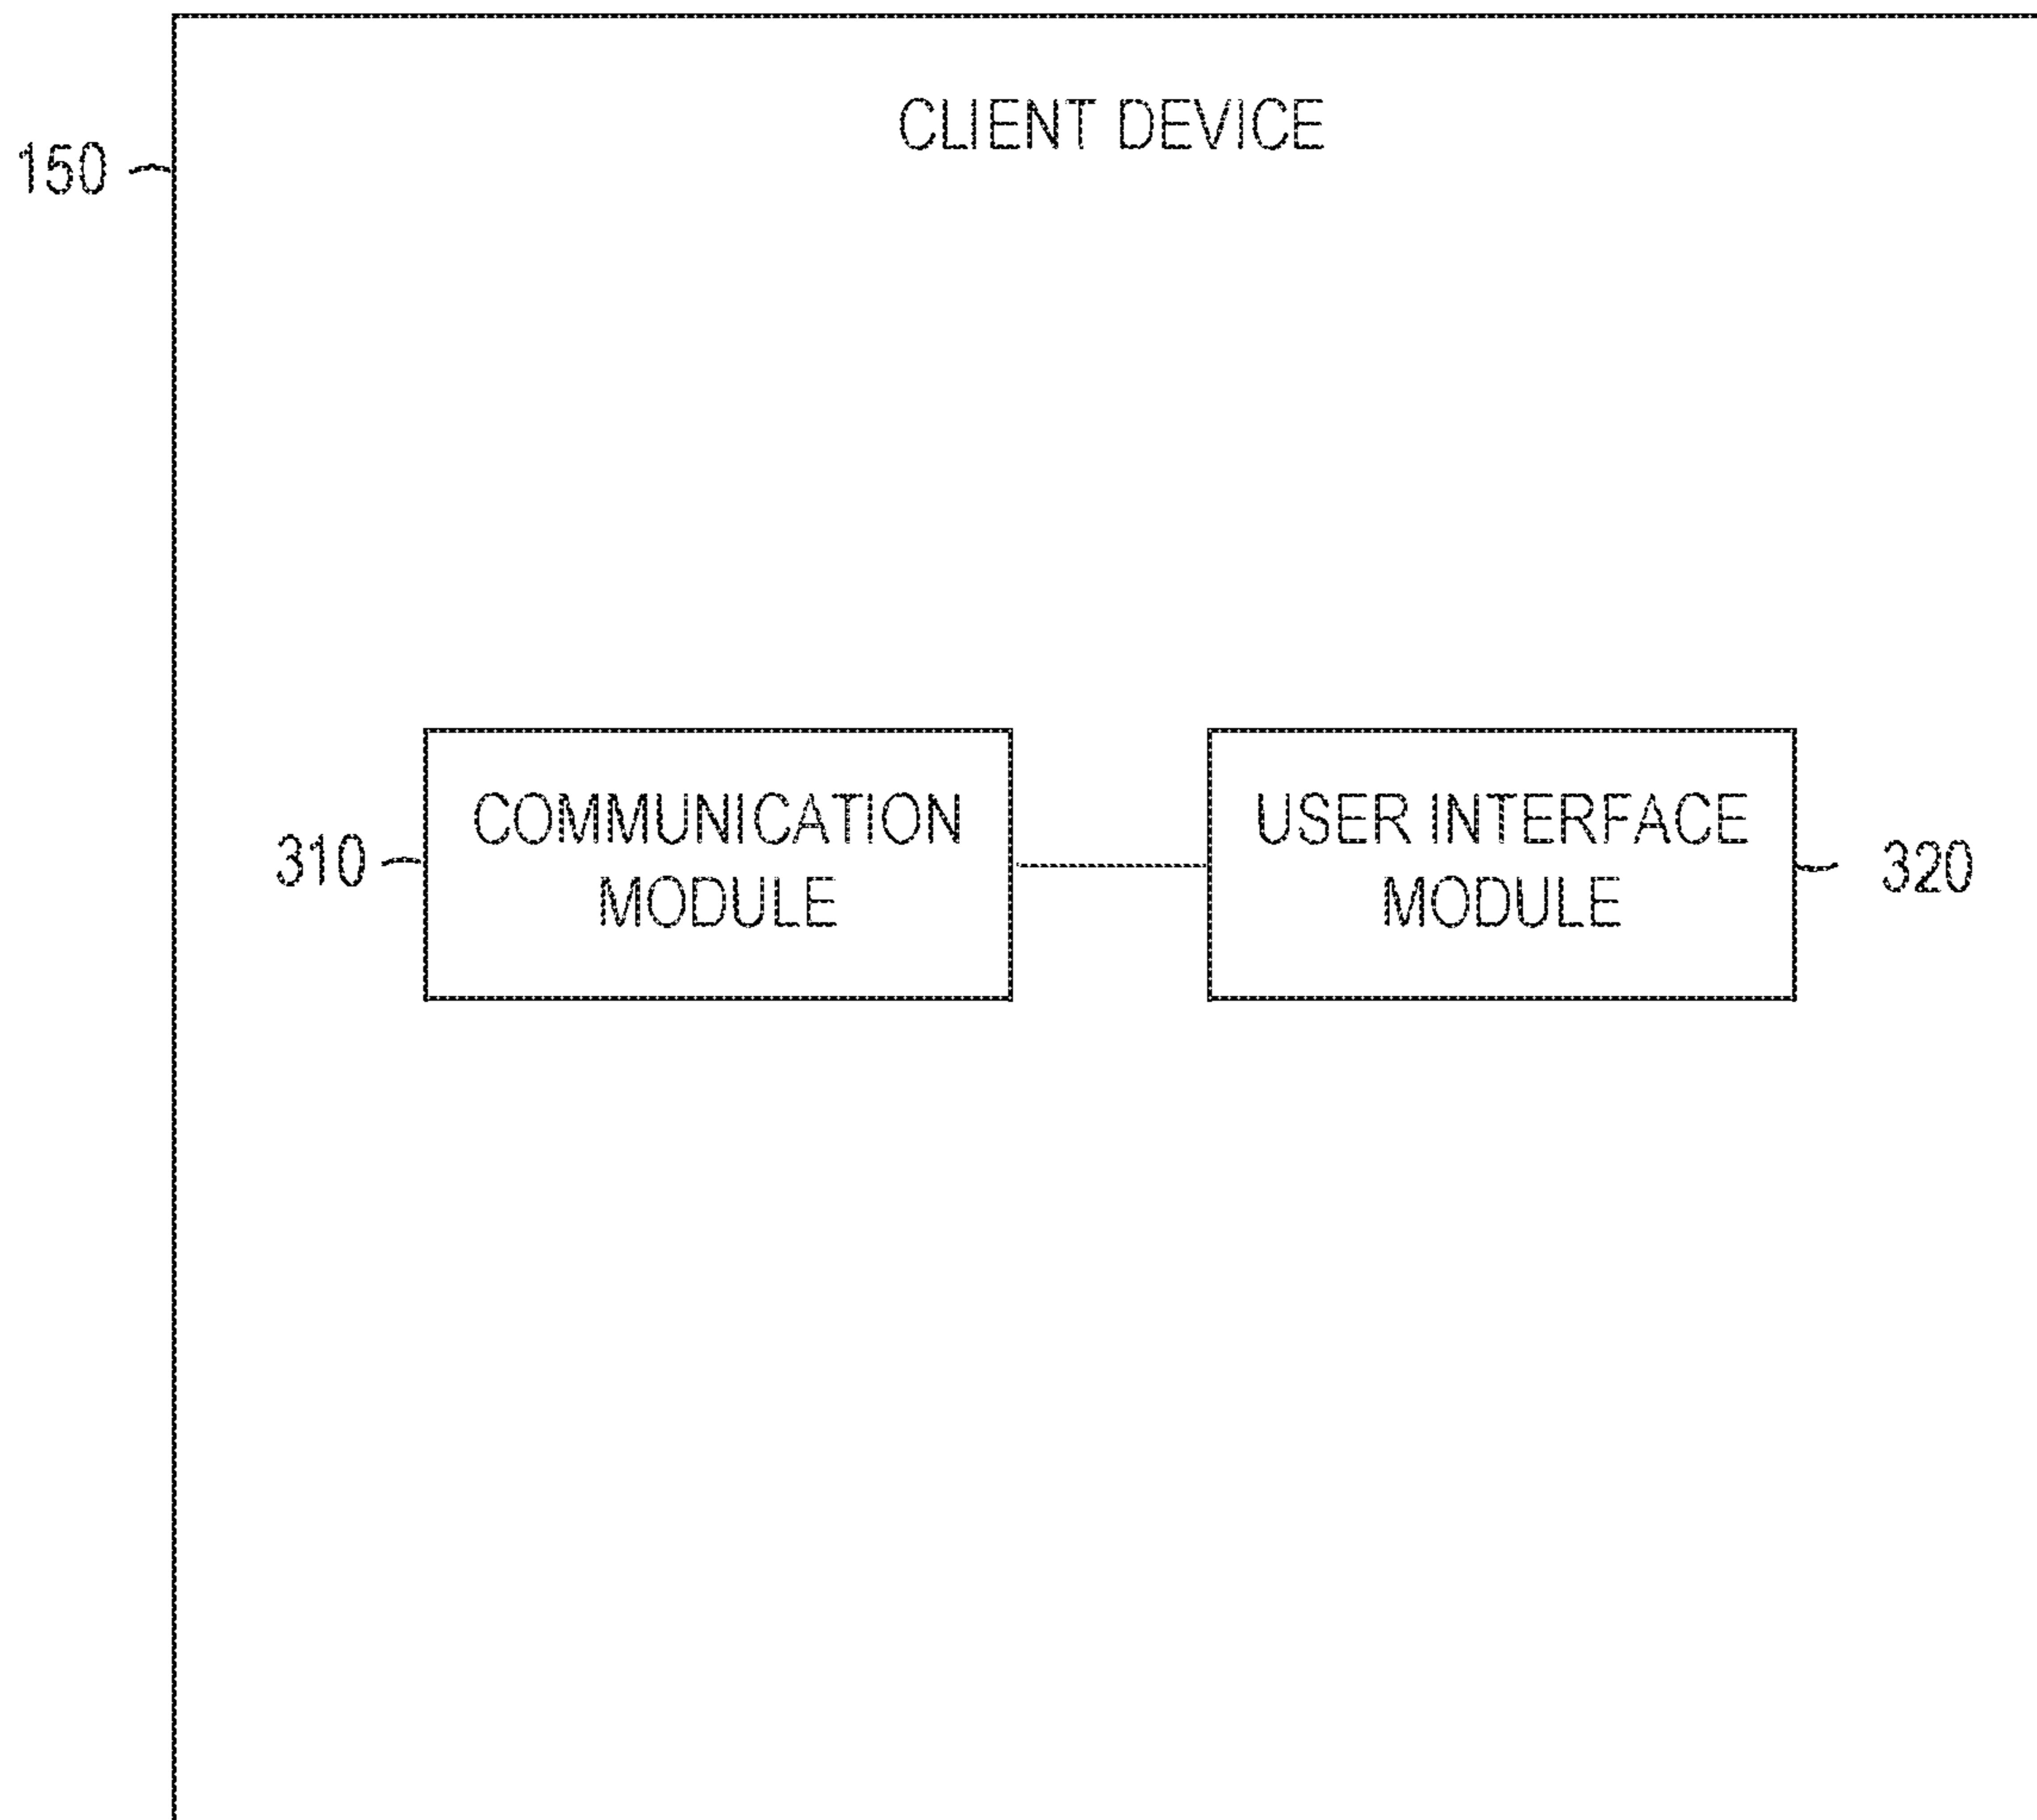 CLIENT DEVICE
150
COMMUNICATION
MODULE
310
USER INTERFACE
MODULE
320